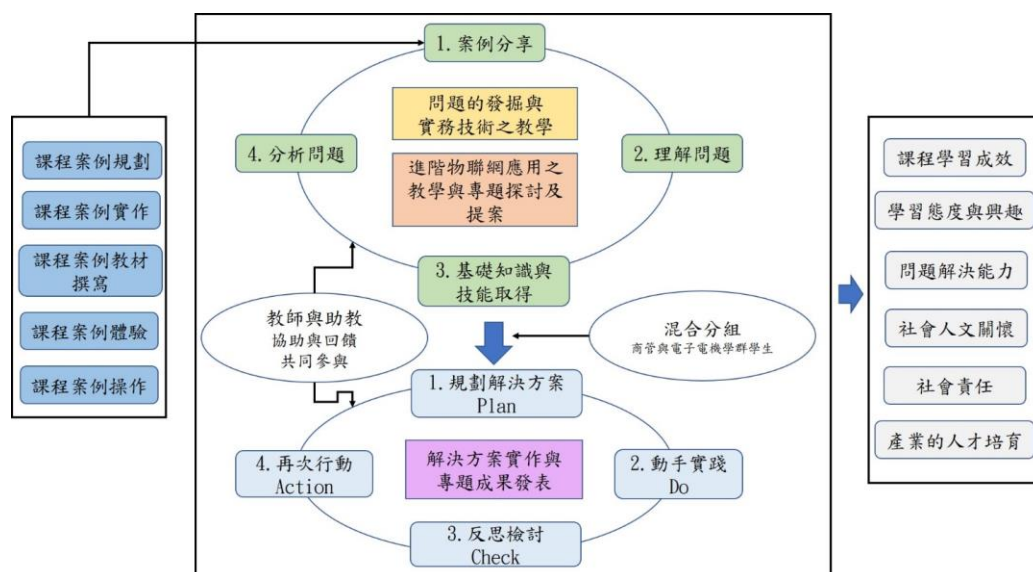 課程案例規劃
課程案例實作
課程案例教材
撰寫
課程案例體驗
課程案例操作
1.案例分享
問題的發掘與
實務技術之教學
4.分析問題
2.理解問題
進階物聯網應用之
教學與專題探討及
提案
3.基礎知識與
技能取得
教師與助教
協助與回饋
共同參與
混合分組
商管與電子電機學群學生
1.規劃解決方案
Plan
4.再次行動
Action
解決方案實作與
專題成果發表
2.動手實踐
Do
3.反思檢討
Check
課程學習成效
學習態度與興趣
問題解決能力
社會人文關懷
社會責任
產業的人才培育